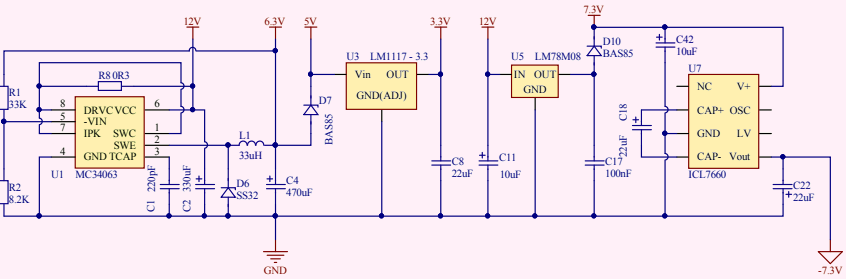 12V
6.3V
5V
3.3V
12V
7.3V
R1
33K
R8 0R3
8 DRVC VCC 6
5 -VIN
7 IPK SWC 1
SWE 2
4 GND TCAP 3
U1 MC34063
R2
8.2K
C1 220pF
C2 330uF
D6
SS32
L1
33uH
C4
470uF
GND
D7
BAS85
U3 LM1117 - 3.3
Vin OUT
GND(ADJ)
C8
22uF
C11
10uF
U5 LM78M08
IN OUT
GND
D10
BAS85
C17
100nF
C42
10uF
C18
22uF
U7
NC V+
CAP+ OSC
GND LV
CAP- Vout
ICL7660
C22
22uF
-7.3V